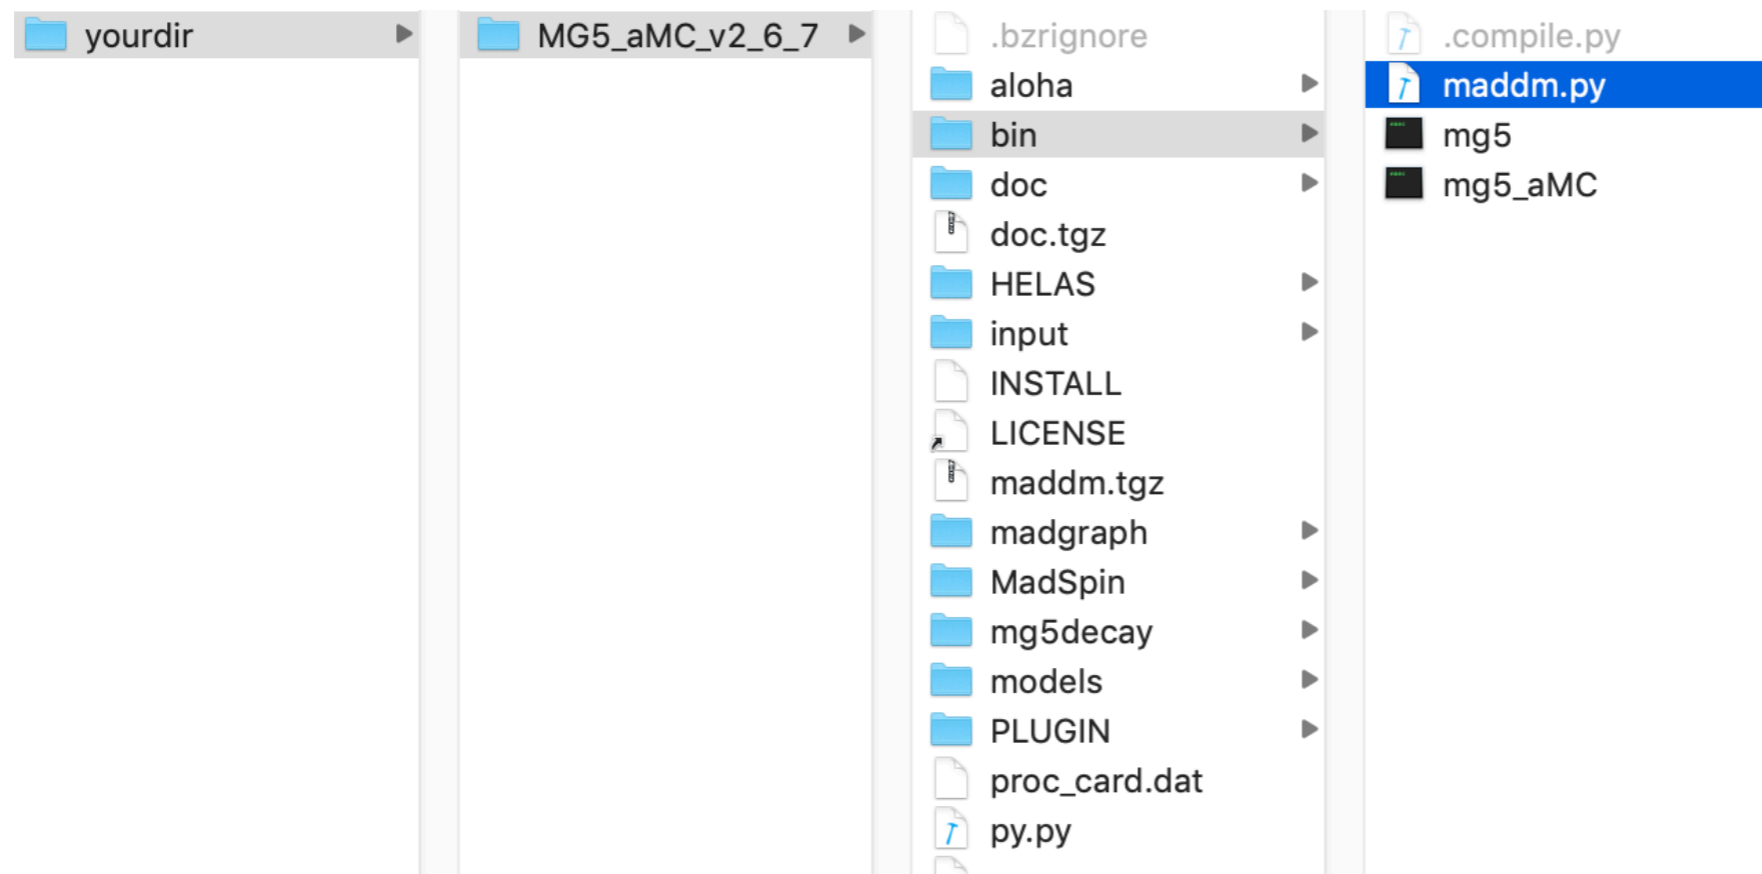 yourdir
MG5_aMC_v2_6_7
.bzrignore
aloha
bin
doc
doc.tgz
HELAS
input
INSTALL
LICENSE
maddm.tgz
madgraph
MadSpin
mg5decay
models
PLUGIN
proc_card.dat
py.py
.compile.py
maddm.py
mg5
mg5_aMC